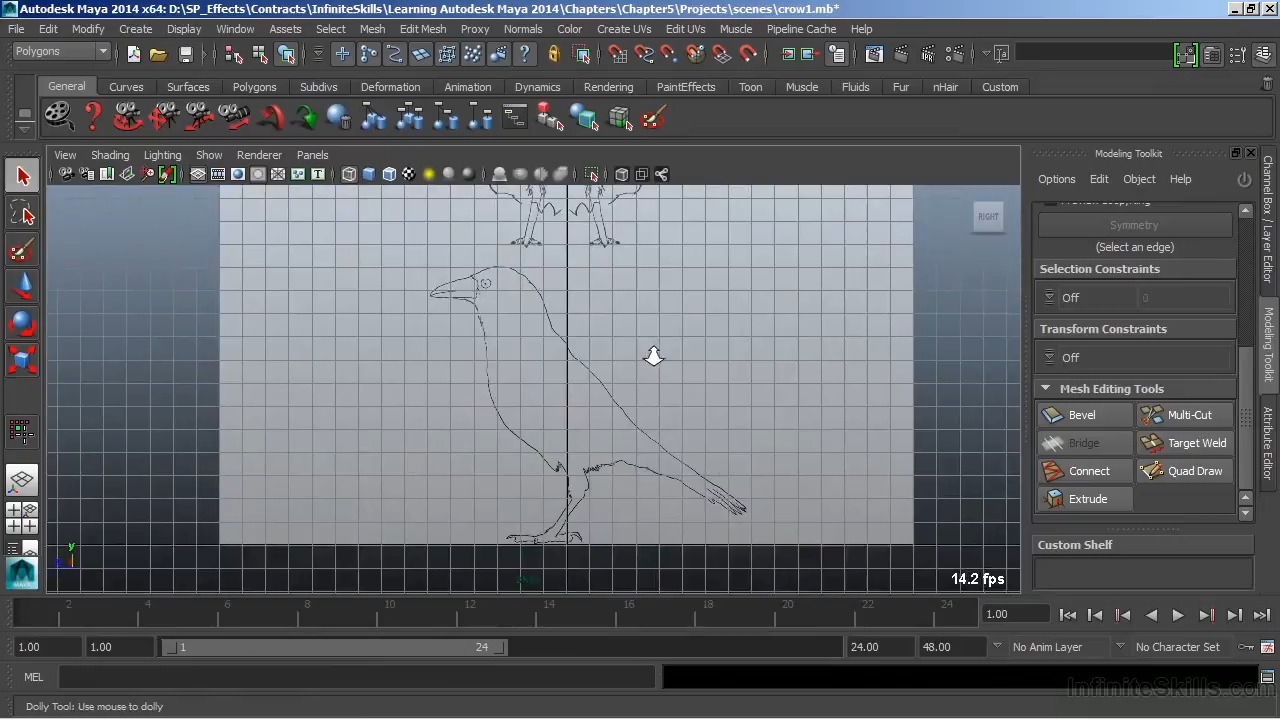 Autodesk Maya 2014 x64: D:\SP_Effects\Contracts\InfiniteSkills\Learning Autodesk Maya 2014\Chapters\Chapter5\Projects\scenes\crow1.mb*
File Edit Modify Create Display Window Assets Select Mesh Edit Mesh Proxy Normals Color Create UVs Edit UVs Muscle Pipeline Cache Help
Polygons
General Curves Surfaces Polygons Subdivs Deformation Animation Dynamics Rendering PaintEffects Toon Muscle Fluids Fur nHair Custom
View Shading Lighting Show Renderer Panels
Modeling Toolkit
Options Edit Object Help
RIGHT
Symmetry
(Select an edge)
Selection Constraints
Off 0
Transform Constraints
Off
Mesh Editing Tools
Bevel Multi-Cut
Bridge Target Weld
Connect Quad Draw
Extrude
Custom Shelf
Channel Box / Layer Editor
Modeling Toolkit
Attribute Editor
y
14.2 fps
2 4 6 8 10 12 14 16 18 20 22 24 1.00
1.00 1.00 1 24 24.00 48.00 No Anim Layer No Character Set
MEL
InfiniteSkills.com
Dolly Tool: Use mouse to dolly